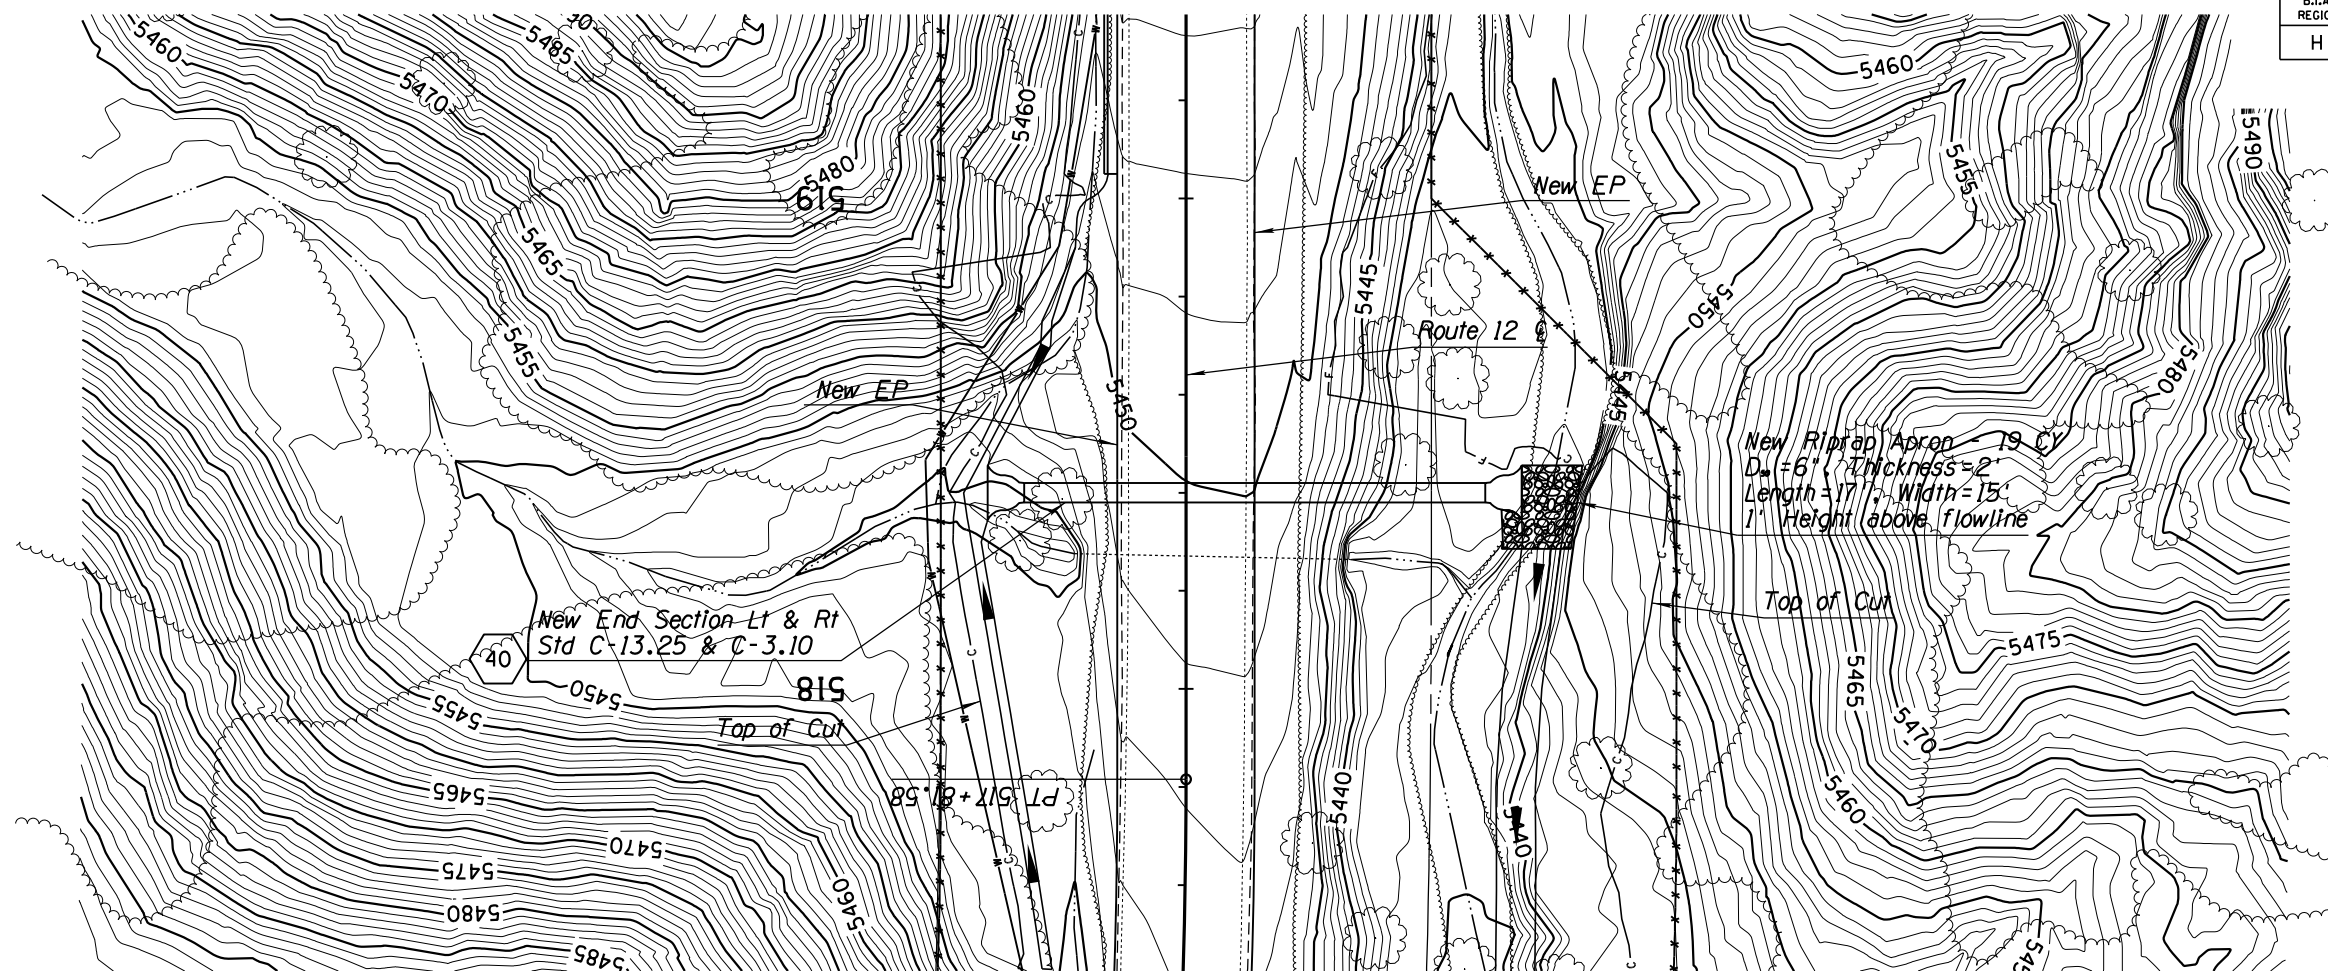 B.I.A
REGIO
H
5460
5485
5470
5480
519
5460
5465
5455
New EP
5450
New EP
5445
Route 12 ℄
5445
5450
5460
5455
5490
5480
New Riprap Apron - 19 CY
D₅₀=6", Thickness=2'
Length=17', Width=15'
1' Height above flowline
Top of Cut
5475
5465
5470
5460
40
New End Section Lt & Rt
Std C-13.25 & C-3.10
518
Top of Cut
PT 517+81.58
5450
5455
5465
5470
5475
5480
5485
5460
5440
5440